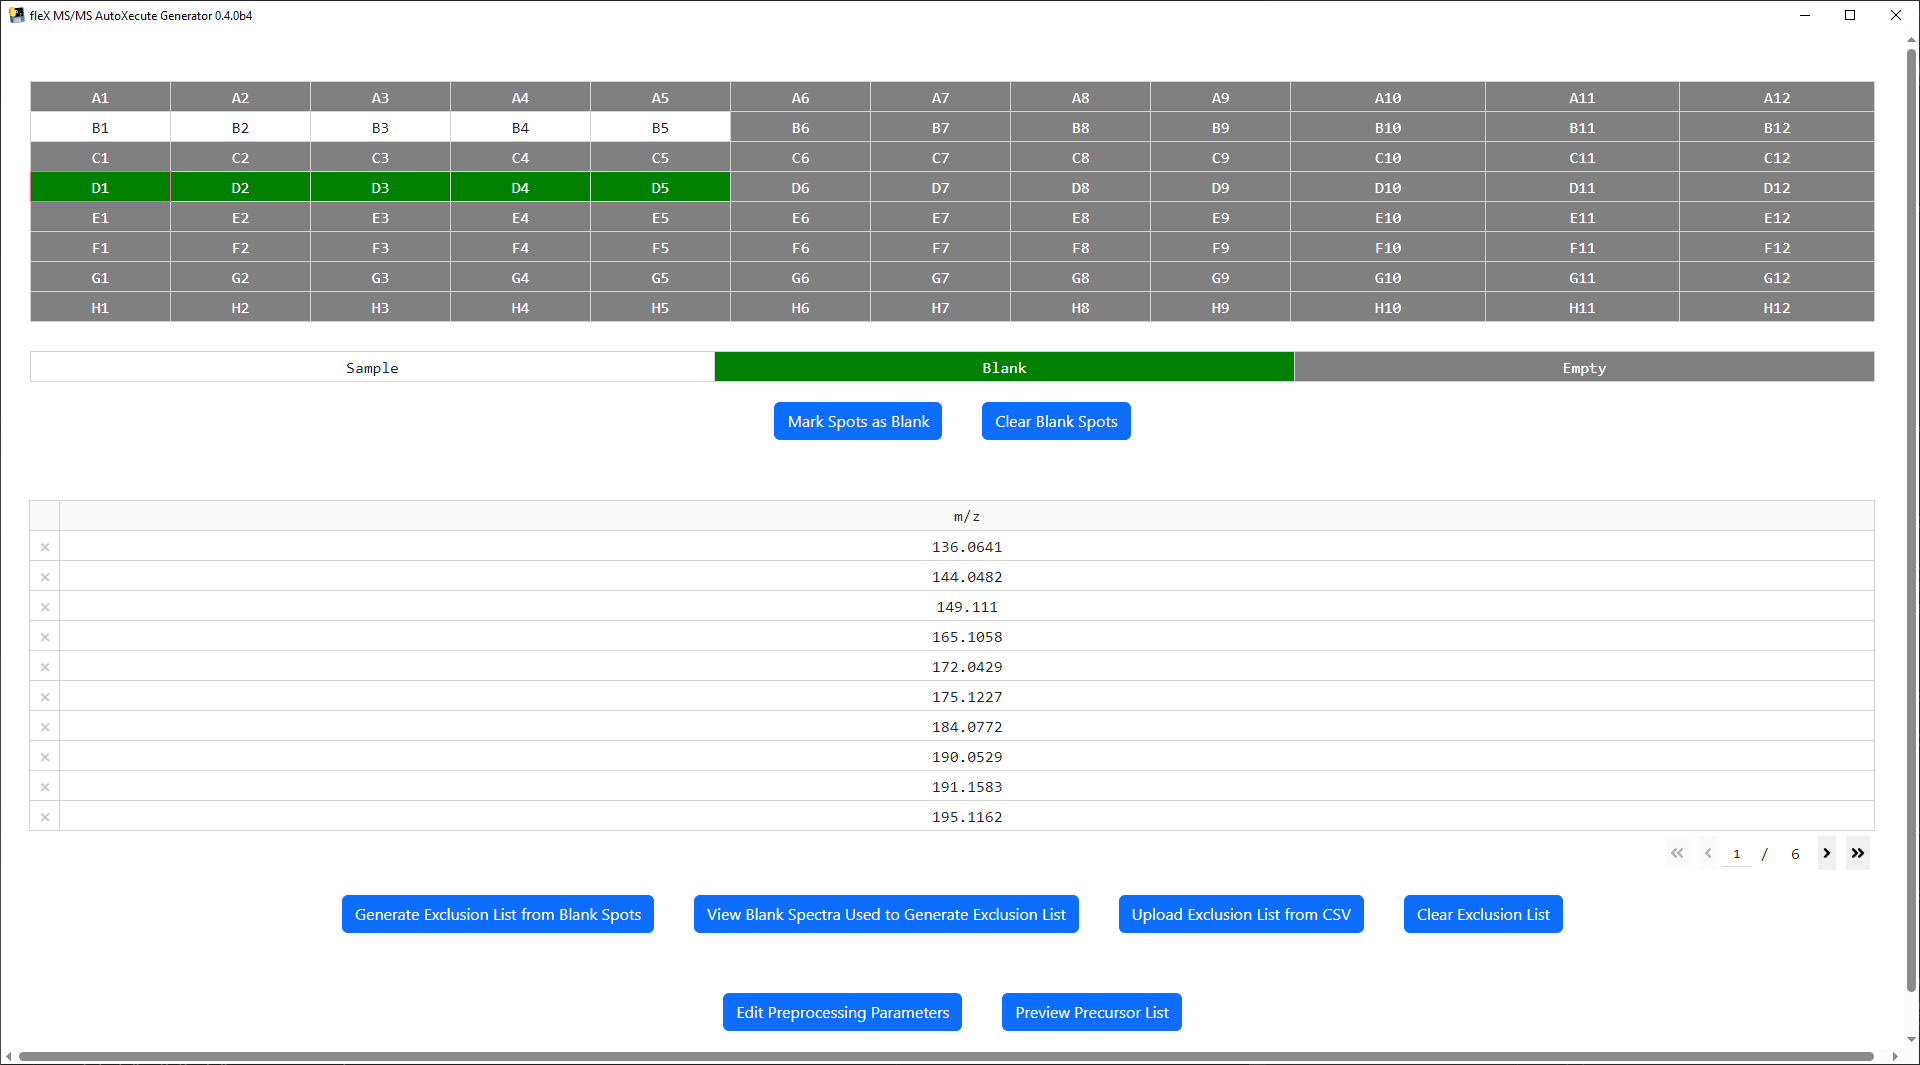 fleX MS/MS AutoXecute Generator 0.4.0b4
A1 A2 A3 A4 A5 A6 A7 A8 A9 A10 A11 A12
B1 B2 B3 B4 B5 B6 B7 B8 B9 B10 B11 B12
C1 C2 C3 C4 C5 C6 C7 C8 C9 C10 C11 C12
D1 D2 D3 D4 D5 D6 D7 D8 D9 D10 D11 D12
E1 E2 E3 E4 E5 E6 E7 E8 E9 E10 E11 E12
F1 F2 F3 F4 F5 F6 F7 F8 F9 F10 F11 F12
G1 G2 G3 G4 G5 G6 G7 G8 G9 G10 G11 G12
H1 H2 H3 H4 H5 H6 H7 H8 H9 H10 H11 H12
Sample Blank Empty
Mark Spots as Blank Clear Blank Spots
m/z
× 136.0641
× 144.0482
× 149.111
× 165.1058
× 172.0429
× 175.1227
× 184.0772
× 190.0529
× 191.1583
× 195.1162
1 / 6
Generate Exclusion List from Blank Spots View Blank Spectra Used to Generate Exclusion List Upload Exclusion List from CSV Clear Exclusion List
Edit Preprocessing Parameters Preview Precursor List